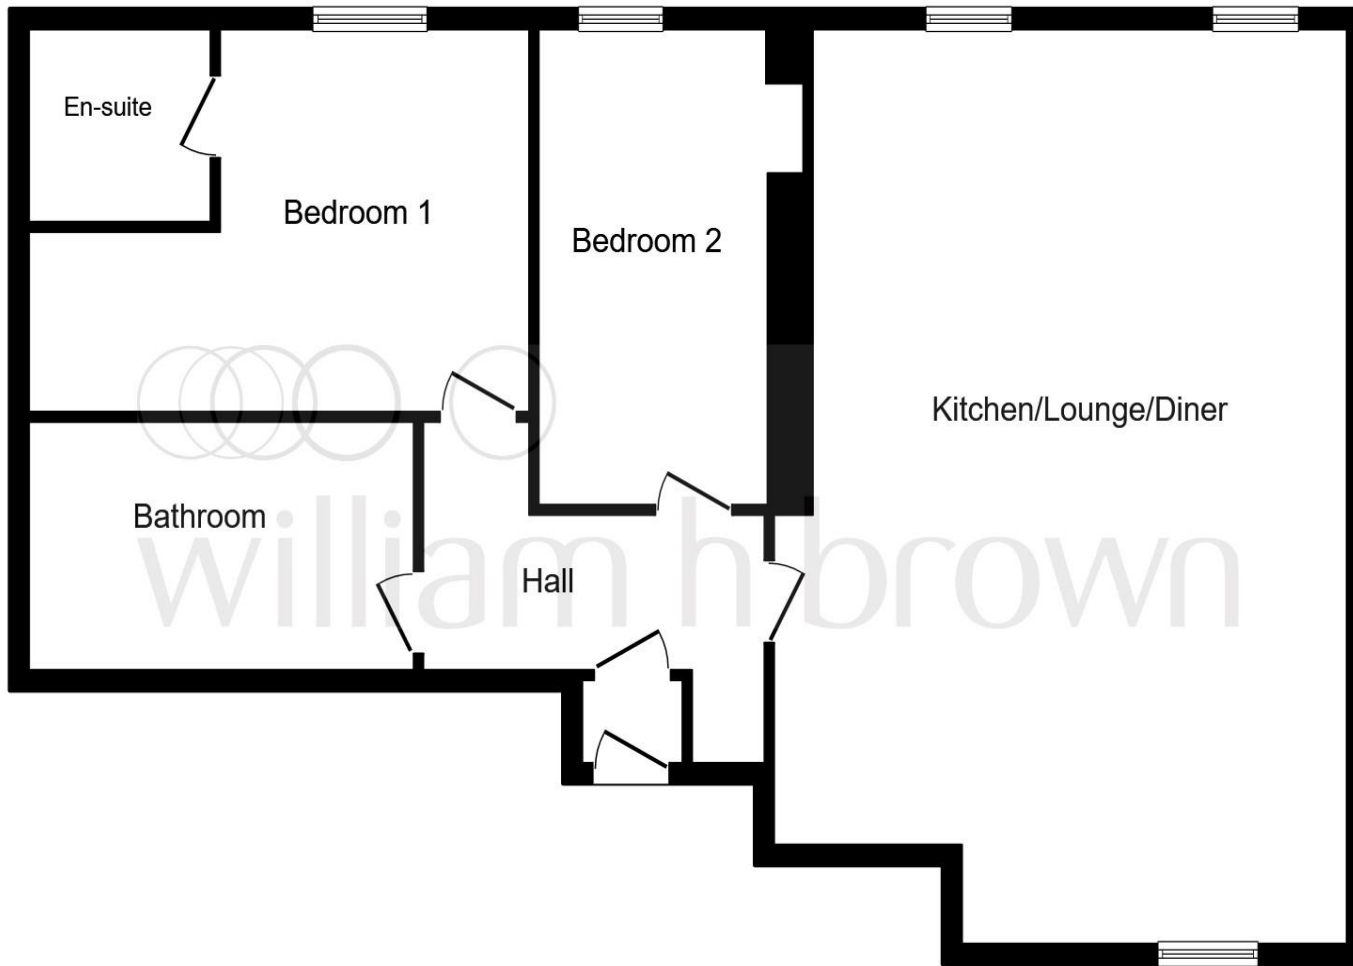 En-suite
Bedroom 1
Bedroom 2
Kitchen/Lounge/Diner
Bathroom
Hall
william h brown